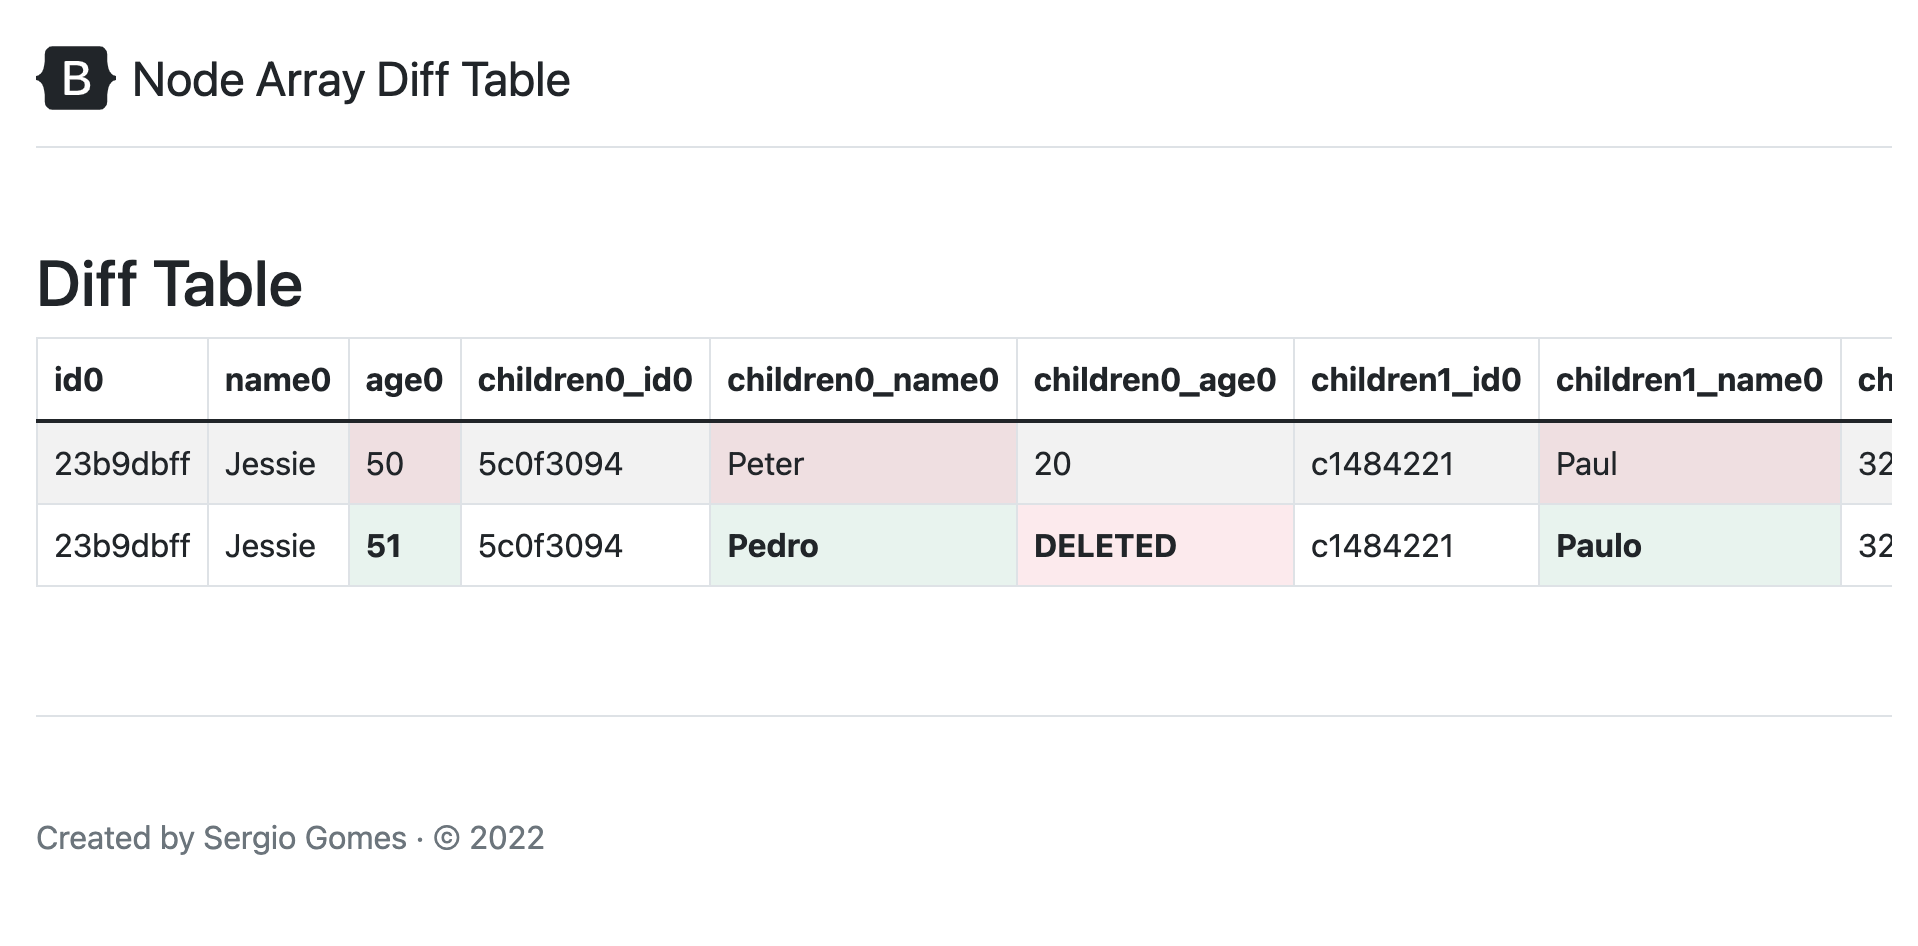 B Node Array Diff Table
Diff Table
id0 name0 age0 children0_id0 children0_name0 children0_age0 children1_id0 children1_name0 ch
23b9dbff Jessie 50 5c0f3094 Peter 20 c1484221 Paul 32
23b9dbff Jessie 51 5c0f3094 Pedro DELETED c1484221 Paulo 32
Created by Sergio Gomes · © 2022